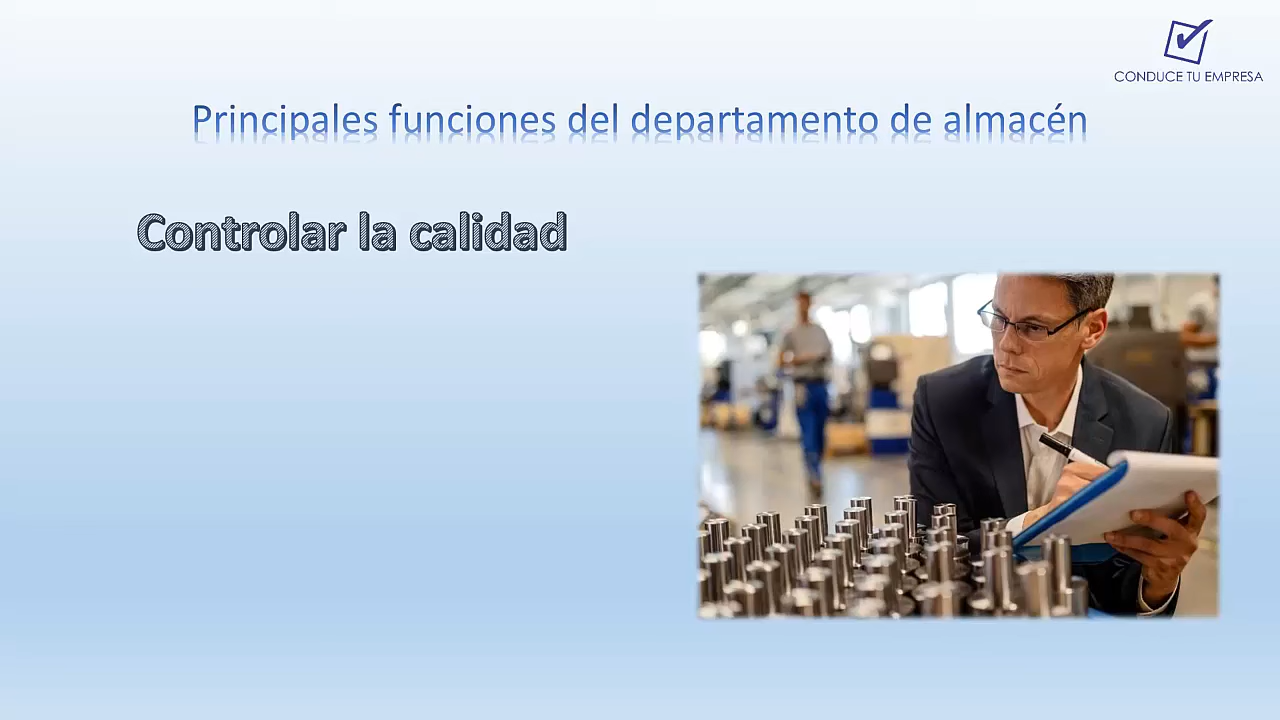 CONDUCE TU EMPRESA
Principales funciones del departamento de almacén
Controlar la calidad